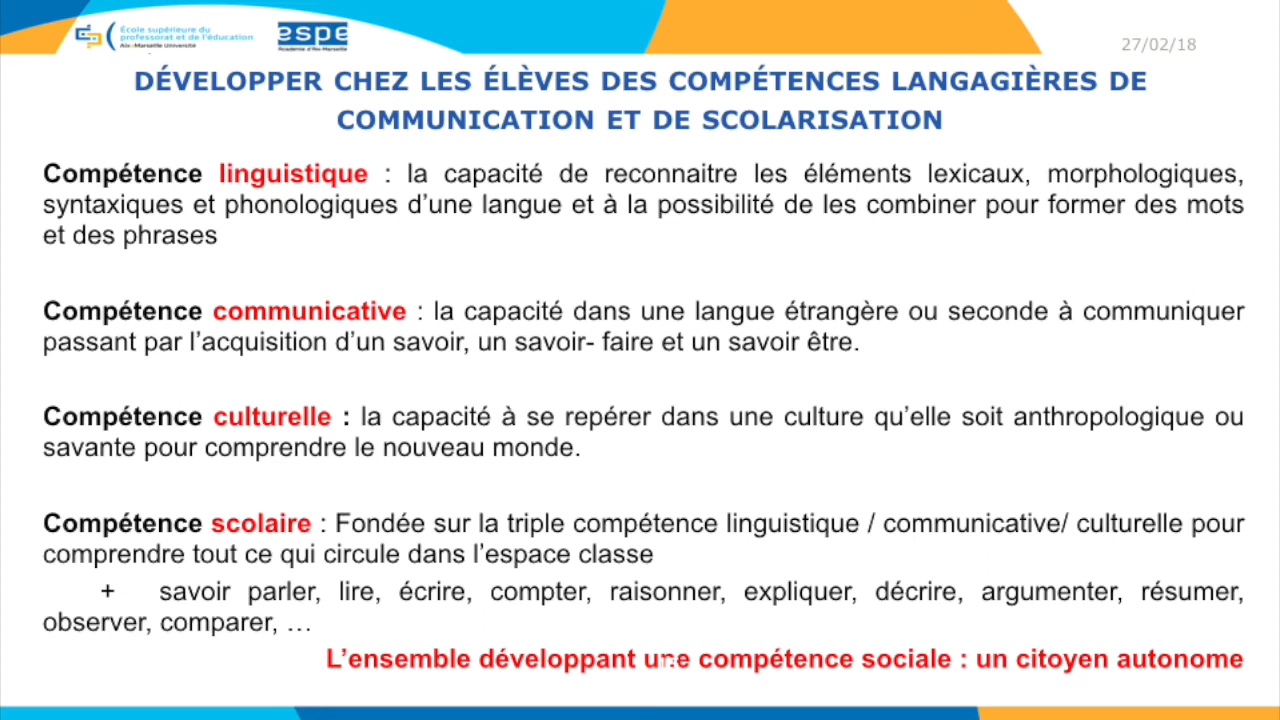 École supérieure du
professorat et de l'éducation
Aix-Marseille Université
espe
Académie d'Aix-Marseille
27/02/18
DÉVELOPPER CHEZ LES ÉLÈVES DES COMPÉTENCES LANGAGIÈRES DE
COMMUNICATION ET DE SCOLARISATION
Compétence linguistique : la capacité de reconnaitre les éléments lexicaux, morphologiques,
syntaxiques et phonologiques d’une langue et à la possibilité de les combiner pour former des mots
et des phrases
Compétence communicative : la capacité dans une langue étrangère ou seconde à communiquer
passant par l’acquisition d’un savoir, un savoir- faire et un savoir être.
Compétence culturelle : la capacité à se repérer dans une culture qu’elle soit anthropologique ou
savante pour comprendre le nouveau monde.
Compétence scolaire : Fondée sur la triple compétence linguistique / communicative/ culturelle pour
comprendre tout ce qui circule dans l’espace classe
+ savoir parler, lire, écrire, compter, raisonner, expliquer, décrire, argumenter, résumer,
observer, comparer, …
L’ensemble développant une compétence sociale : un citoyen autonome